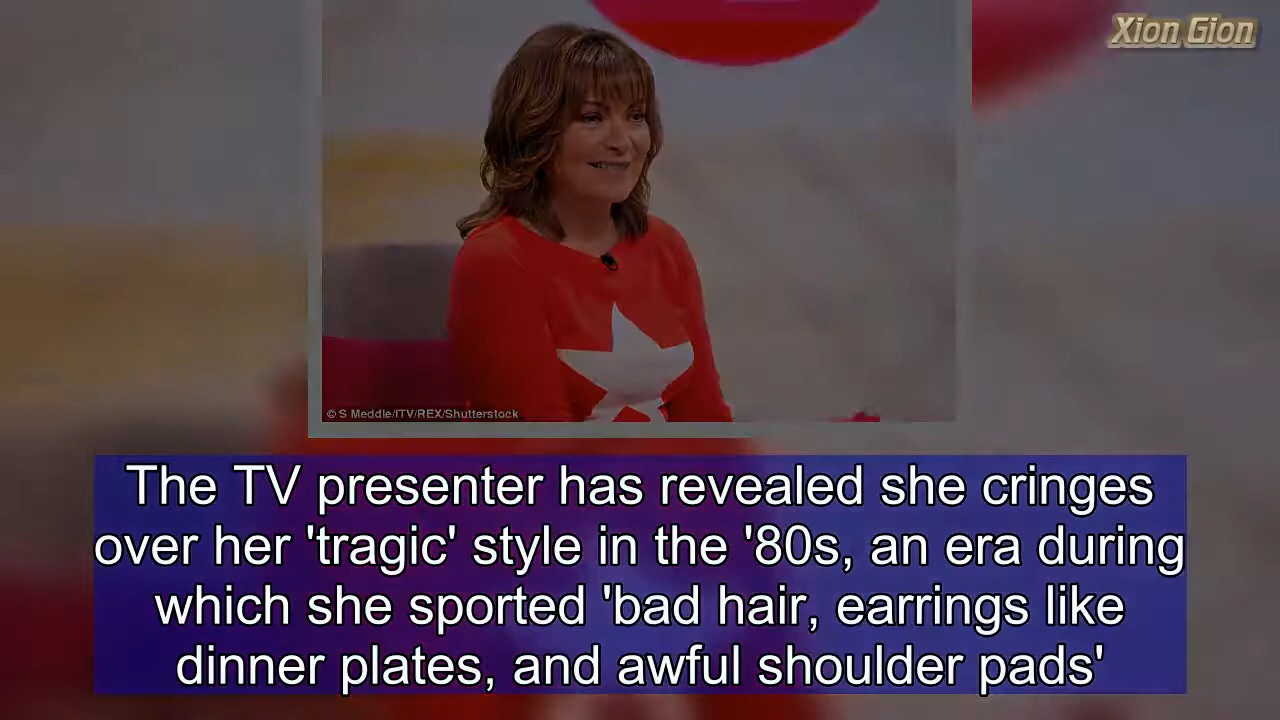 Xion Gion
© S Meddle/ITV/REX/Shutterstock
The TV presenter has revealed she cringes
over her 'tragic' style in the '80s, an era during
which she sported 'bad hair, earrings like
dinner plates, and awful shoulder pads'